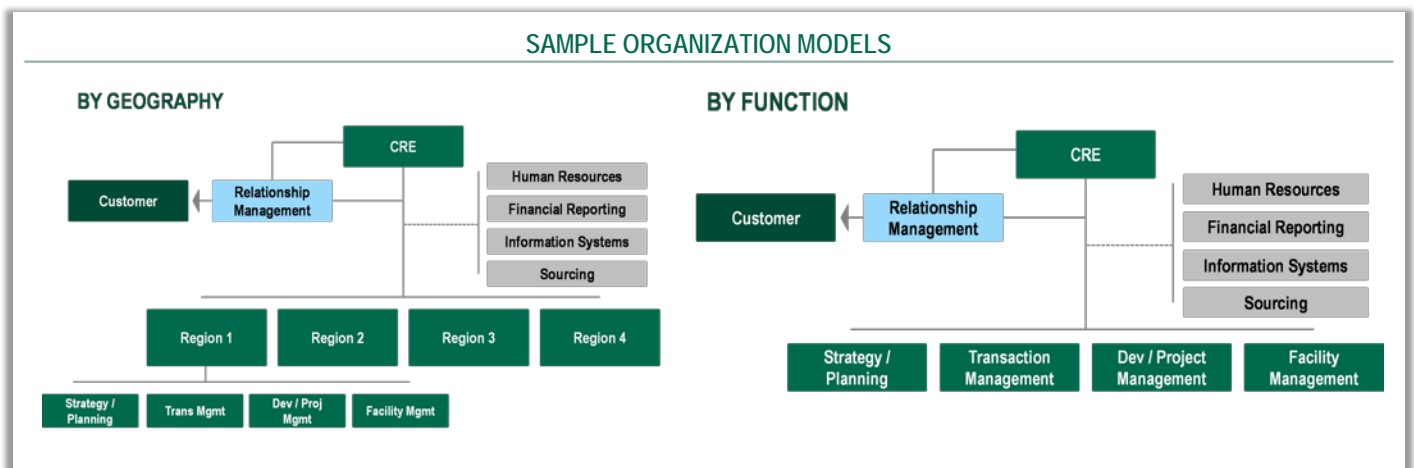 SAMPLE ORGANIZATION MODELS
BY GEOGRAPHY
CRE
Customer
Relationship
Management
Human Resources
Financial Reporting
Information Systems
Sourcing
Region 1
Region 2
Region 3
Region 4
Strategy /
Planning
Trans Mgmt
Dev / Proj
Mgmt
Facility Mgmt
BY FUNCTION
CRE
Customer
Relationship
Management
Human Resources
Financial Reporting
Information Systems
Sourcing
Strategy /
Planning
Transaction
Management
Dev / Project
Management
Facility
Management